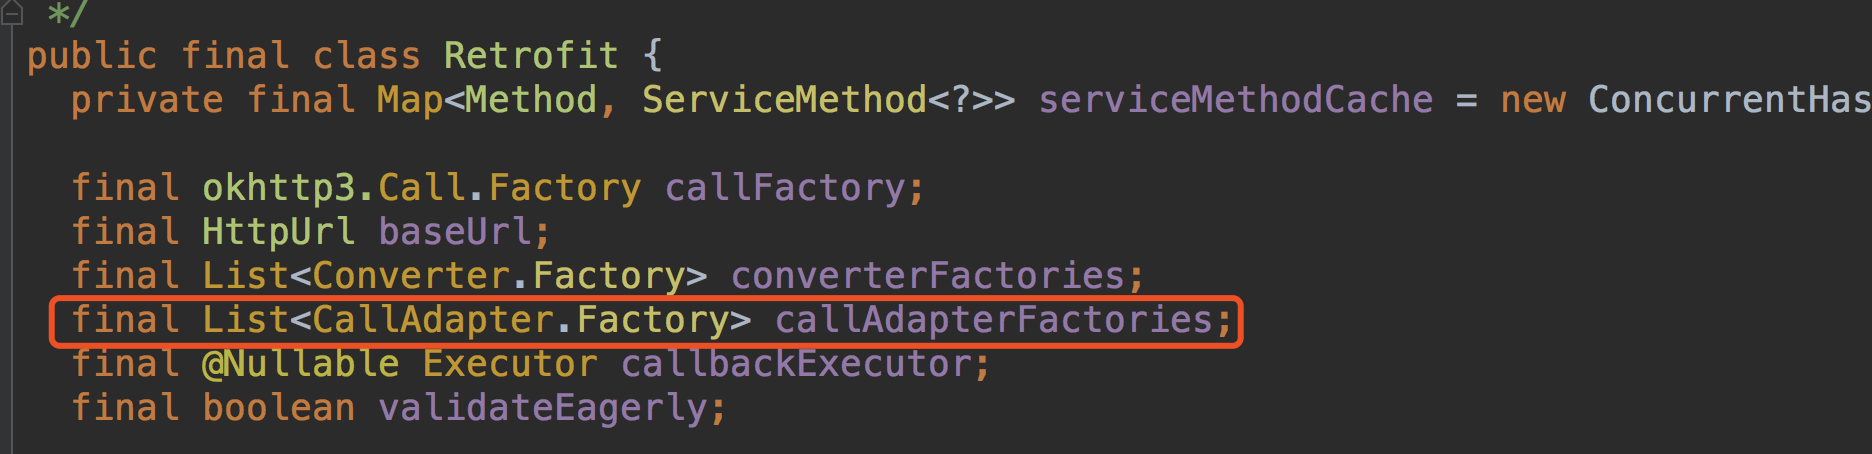 */
public final class Retrofit {
private final Map<Method, ServiceMethod<?>> serviceMethodCache = new ConcurrentHas
final okhttp3.Call.Factory callFactory;
final HttpUrl baseUrl;
final List<Converter.Factory> converterFactories;
final List<CallAdapter.Factory> callAdapterFactories;
final @Nullable Executor callbackExecutor;
final boolean validateEagerly;